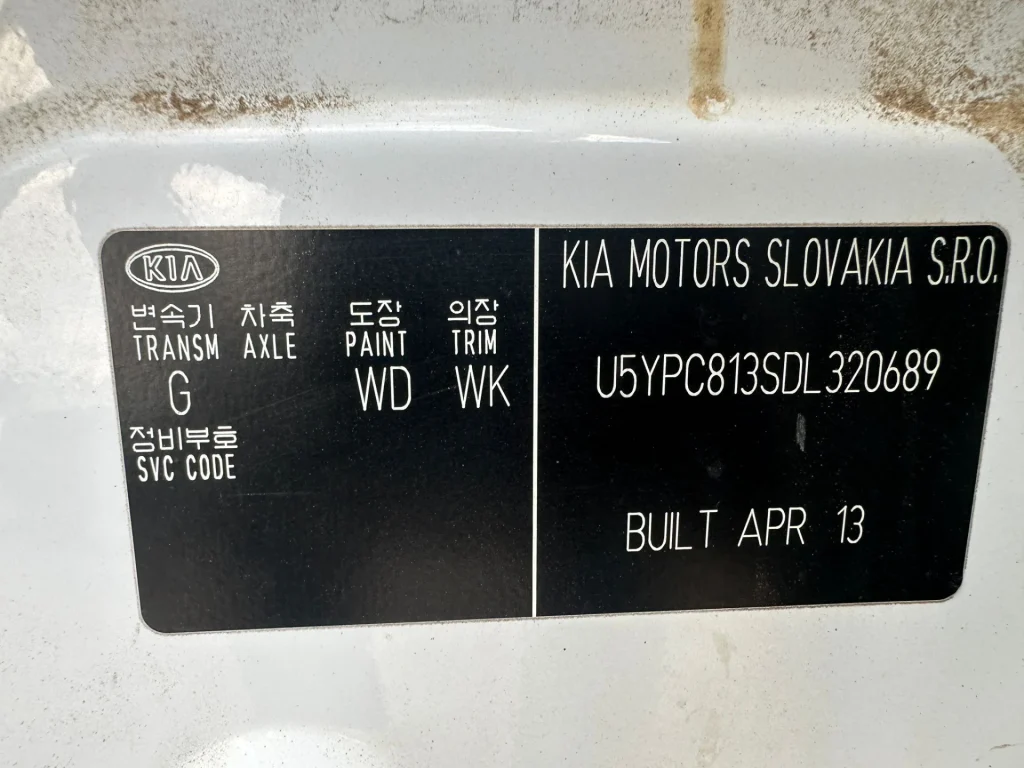 KIA
변속기 차축 도장 의장
TRANSM AXLE PAINT TRIM
G WD WK
정비부호
SVC CODE
KIA MOTORS SLOVAKIA S.R.O.
U5YPC813SDL320689
BUILT APR 13